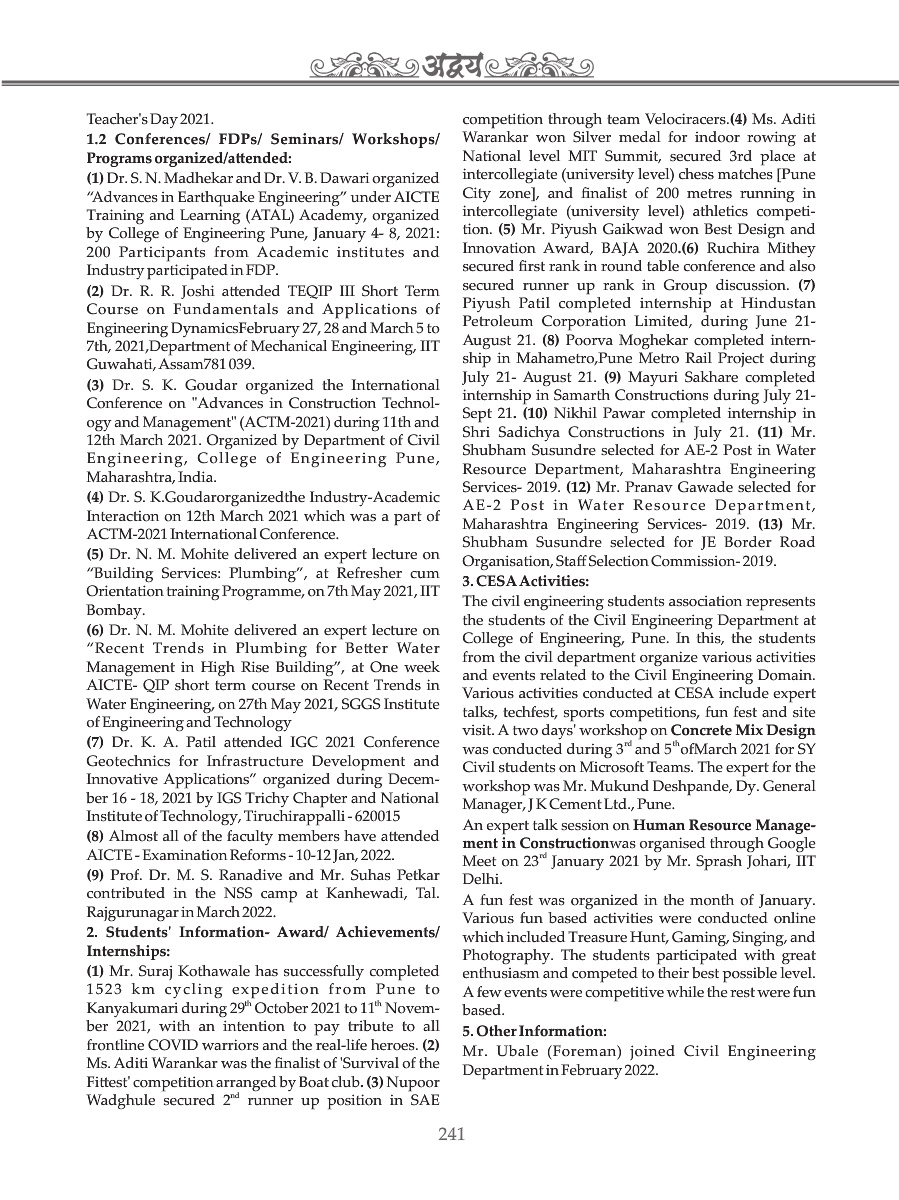 अद्वय
Teacher's Day 2021.
1.2 Conferences/ FDPs/ Seminars/ Workshops/
Programs organized/attended:
(1) Dr. S. N. Madhekar and Dr. V. B. Dawari organized
“Advances in Earthquake Engineering” under AICTE
Training and Learning (ATAL) Academy, organized
by College of Engineering Pune, January 4- 8, 2021:
200 Participants from Academic institutes and
Industry participated in FDP.
(2) Dr. R. R. Joshi attended TEQIP III Short Term
Course on Fundamentals and Applications of
Engineering DynamicsFebruary 27, 28 and March 5 to
7th, 2021,Department of Mechanical Engineering, IIT
Guwahati, Assam781 039.
(3) Dr. S. K. Goudar organized the International
Conference on "Advances in Construction Technol-
ogy and Management" (ACTM-2021) during 11th and
12th March 2021. Organized by Department of Civil
Engineering, College of Engineering Pune,
Maharashtra, India.
(4) Dr. S. K.Goudarorganizedthe Industry-Academic
Interaction on 12th March 2021 which was a part of
ACTM-2021 International Conference.
(5) Dr. N. M. Mohite delivered an expert lecture on
“Building Services: Plumbing”, at Refresher cum
Orientation training Programme, on 7th May 2021, IIT
Bombay.
(6) Dr. N. M. Mohite delivered an expert lecture on
“Recent Trends in Plumbing for Better Water
Management in High Rise Building”, at One week
AICTE- QIP short term course on Recent Trends in
Water Engineering, on 27th May 2021, SGGS Institute
of Engineering and Technology
(7) Dr. K. A. Patil attended IGC 2021 Conference
Geotechnics for Infrastructure Development and
Innovative Applications” organized during Decem-
ber 16 - 18, 2021 by IGS Trichy Chapter and National
Institute of Technology, Tiruchirappalli - 620015
(8) Almost all of the faculty members have attended
AICTE - Examination Reforms - 10-12 Jan, 2022.
(9) Prof. Dr. M. S. Ranadive and Mr. Suhas Petkar
contributed in the NSS camp at Kanhewadi, Tal.
Rajgurunagar in March 2022.
2. Students' Information- Award/ Achievements/
Internships:
(1) Mr. Suraj Kothawale has successfully completed
1523 km cycling expedition from Pune to
Kanyakumari during 29th October 2021 to 11th Novem-
ber 2021, with an intention to pay tribute to all
frontline COVID warriors and the real-life heroes. (2)
Ms. Aditi Warankar was the finalist of 'Survival of the
Fittest' competition arranged by Boat club. (3) Nupoor
Wadghule secured 2nd runner up position in SAE
competition through team Velociracers.(4) Ms. Aditi
Warankar won Silver medal for indoor rowing at
National level MIT Summit, secured 3rd place at
intercollegiate (university level) chess matches [Pune
City zone], and finalist of 200 metres running in
intercollegiate (university level) athletics competi-
tion. (5) Mr. Piyush Gaikwad won Best Design and
Innovation Award, BAJA 2020.(6) Ruchira Mithey
secured first rank in round table conference and also
secured runner up rank in Group discussion. (7)
Piyush Patil completed internship at Hindustan
Petroleum Corporation Limited, during June 21-
August 21. (8) Poorva Moghekar completed intern-
ship in Mahametro,Pune Metro Rail Project during
July 21- August 21. (9) Mayuri Sakhare completed
internship in Samarth Constructions during July 21-
Sept 21. (10) Nikhil Pawar completed internship in
Shri Sadichya Constructions in July 21. (11) Mr.
Shubham Susundre selected for AE-2 Post in Water
Resource Department, Maharashtra Engineering
Services- 2019. (12) Mr. Pranav Gawade selected for
AE-2 Post in Water Resource Department,
Maharashtra Engineering Services- 2019. (13) Mr.
Shubham Susundre selected for JE Border Road
Organisation, Staff Selection Commission- 2019.
3. CESA Activities:
The civil engineering students association represents
the students of the Civil Engineering Department at
College of Engineering, Pune. In this, the students
from the civil department organize various activities
and events related to the Civil Engineering Domain.
Various activities conducted at CESA include expert
talks, techfest, sports competitions, fun fest and site
visit. A two days' workshop on Concrete Mix Design
was conducted during 3rd and 5th ofMarch 2021 for SY
Civil students on Microsoft Teams. The expert for the
workshop was Mr. Mukund Deshpande, Dy. General
Manager, J K Cement Ltd., Pune.
An expert talk session on Human Resource Manage-
ment in Constructionwas organised through Google
Meet on 23rd January 2021 by Mr. Sprash Johari, IIT
Delhi.
A fun fest was organized in the month of January.
Various fun based activities were conducted online
which included Treasure Hunt, Gaming, Singing, and
Photography. The students participated with great
enthusiasm and competed to their best possible level.
A few events were competitive while the rest were fun
based.
5. Other Information:
Mr. Ubale (Foreman) joined Civil Engineering
Department in February 2022.
241